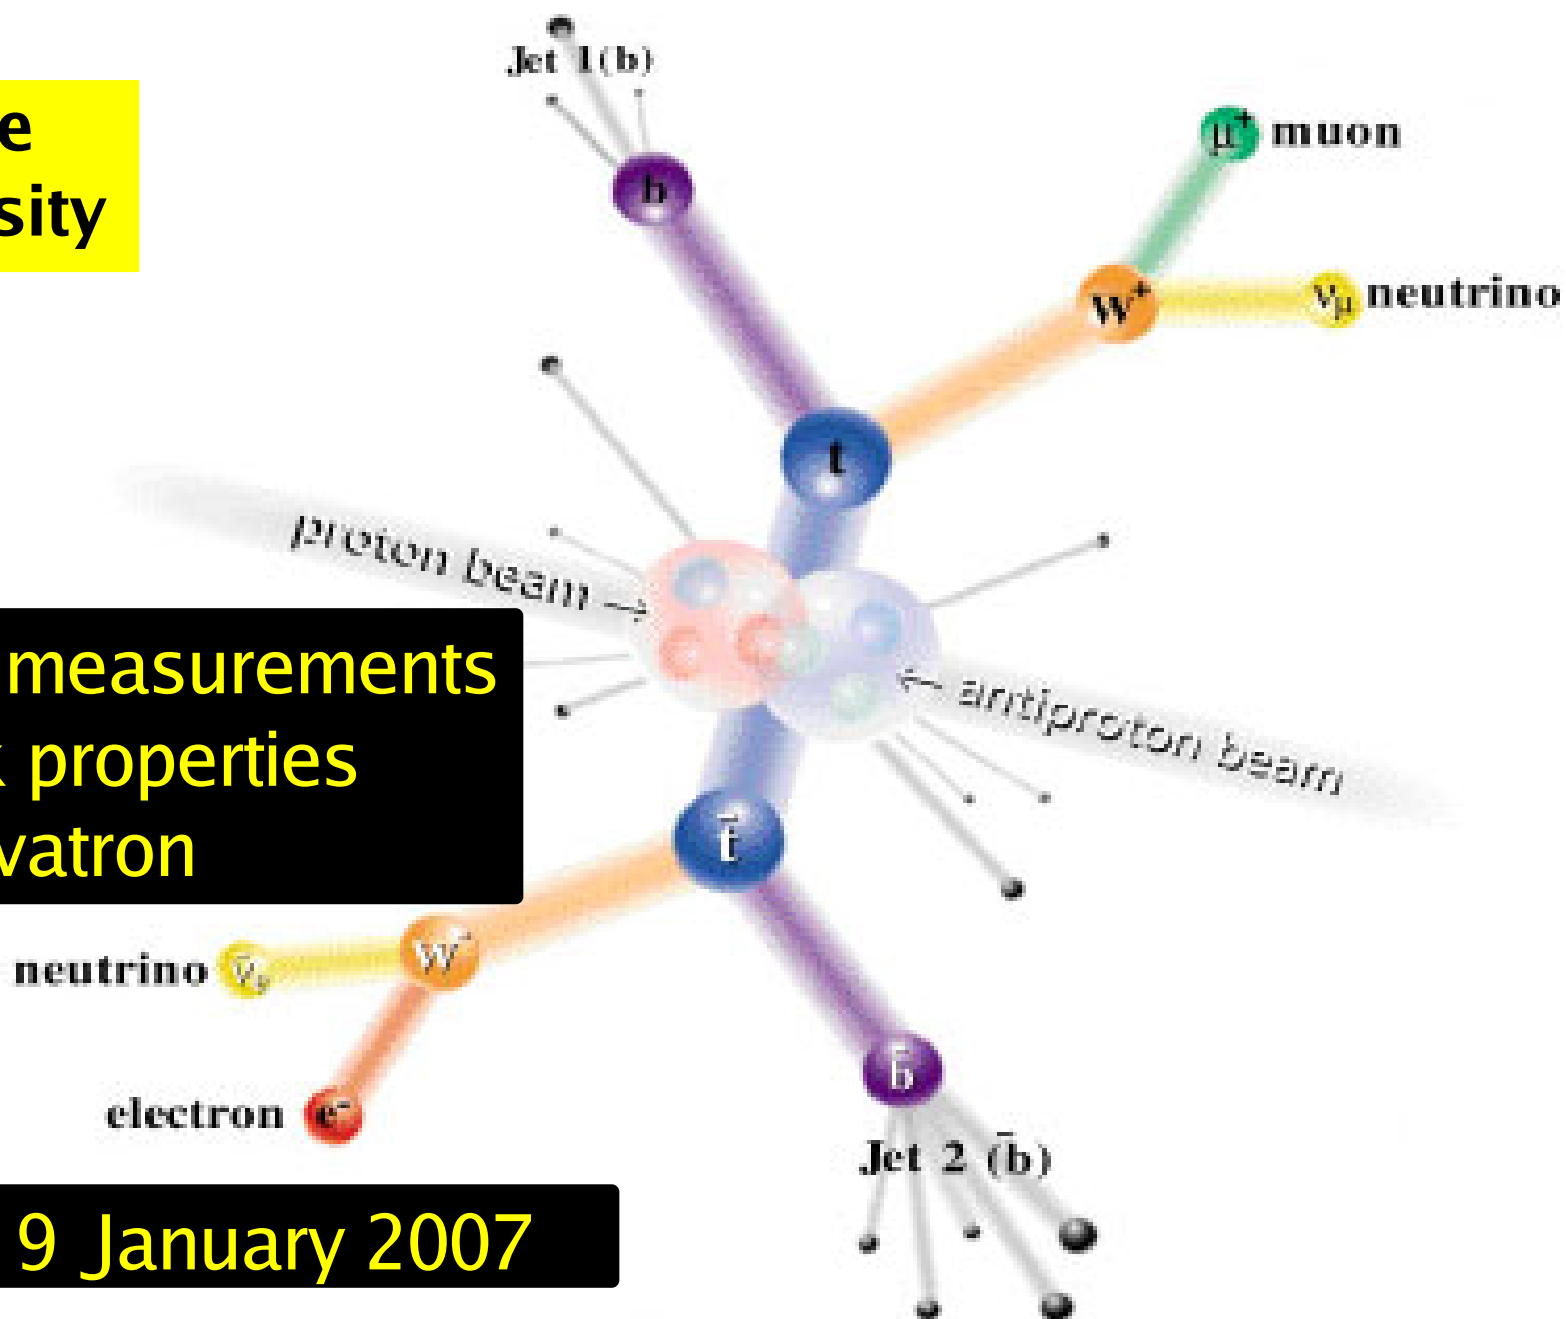 Jet 1(b)
e
sity
μ+ muon
b
W+
νμ neutrino
t
proton beam →
measurements
properties
vatron
← antiproton beam
t̄
W-
neutrino ν̄e
b̄
electron e-
Jet 2 (b̄)
9 January 2007